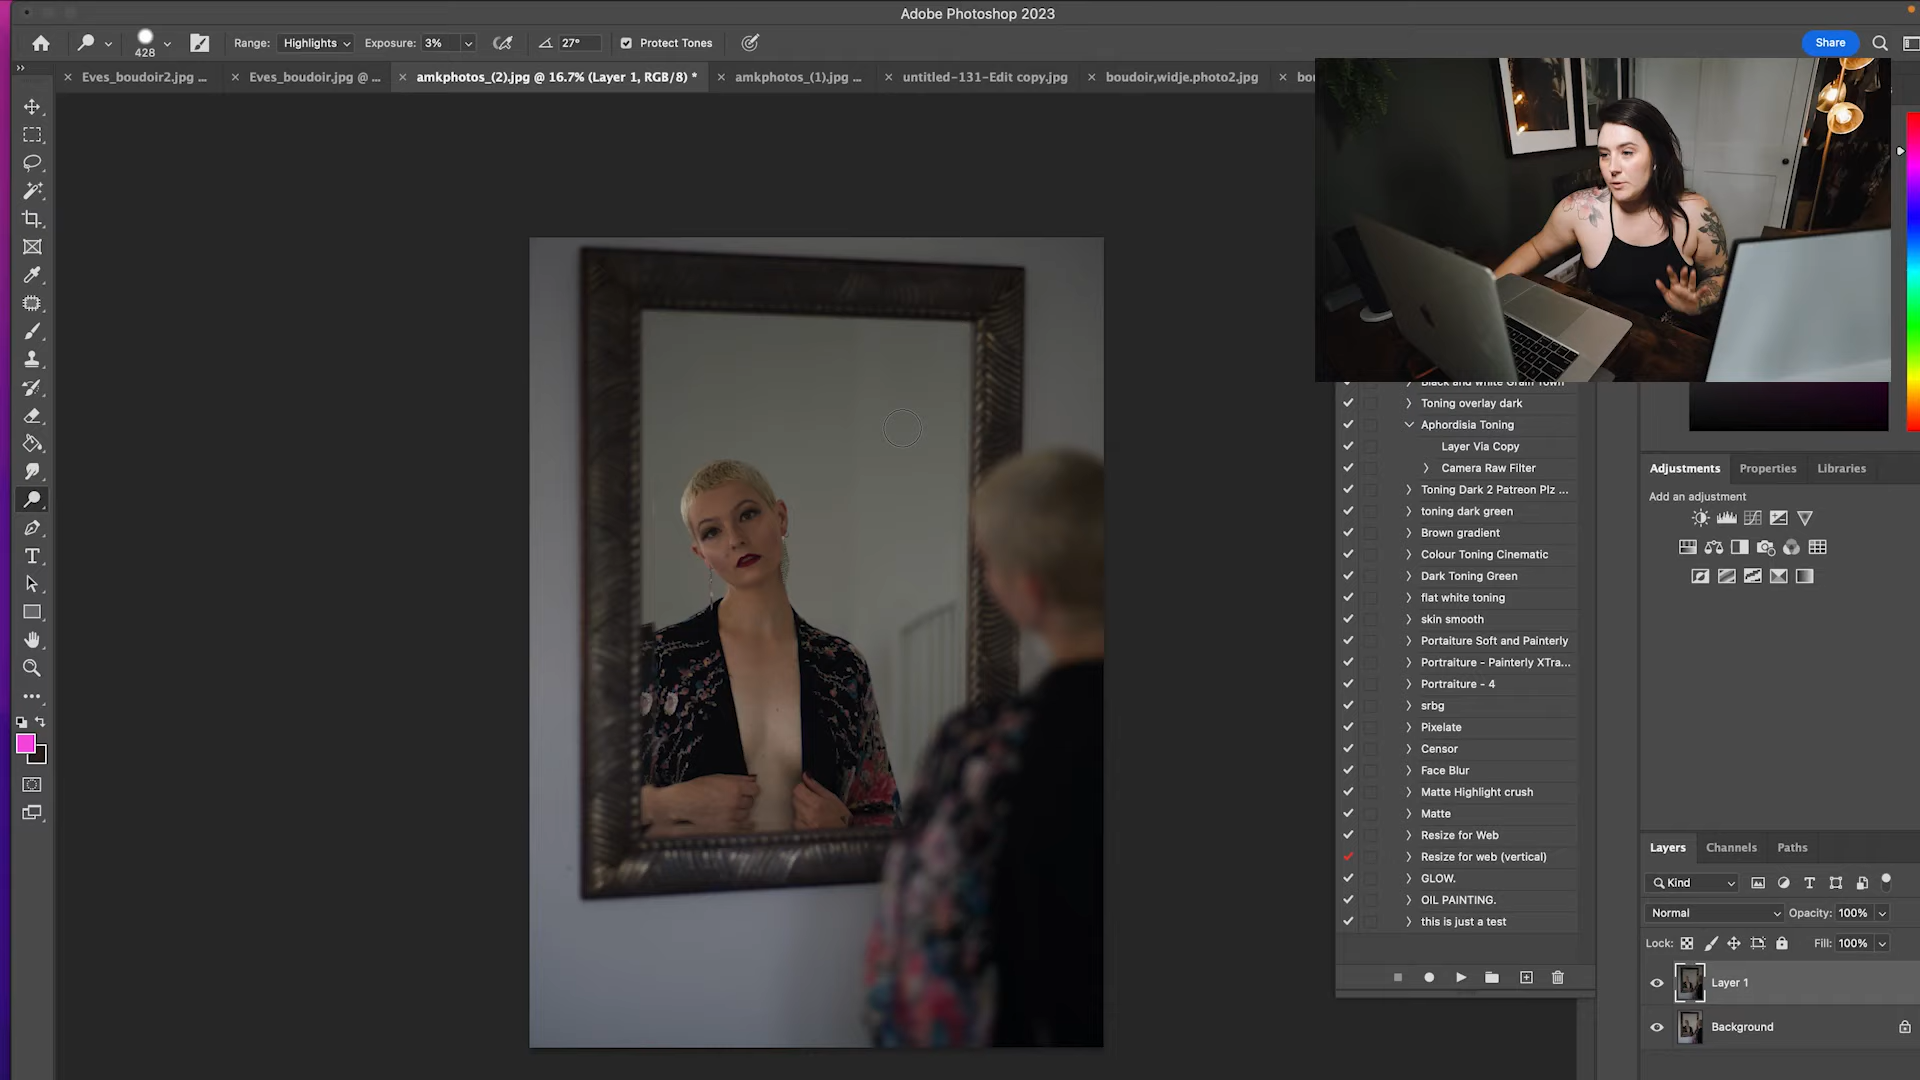 Adobe Photoshop 2023
428 Range: Highlights Exposure: 3% 27° Protect Tones Share
Eves_boudoir2.jpg ... Eves_boudoir.jpg @ ... amkphotos_(2).jpg @ 16.7% (Layer 1, RGB/8) * amkphotos_(1).jpg ... untitled-131-Edit copy.jpg boudoir,widje.photo2.jpg bou
Black and white Grain Town
Toning overlay dark
Aphordisia Toning
Layer Via Copy
Camera Raw Filter
Toning Dark 2 Patreon Plz ...
toning dark green
Brown gradient
Colour Toning Cinematic
Dark Toning Green
flat white toning
skin smooth
Portaiture Soft and Painterly
Portraiture - Painterly XTra...
Portraiture - 4
srbg
Pixelate
Censor
Face Blur
Matte Highlight crush
Matte
Resize for Web
Resize for web (vertical)
GLOW.
OIL PAINTING.
this is just a test
Adjustments Properties Libraries
Add an adjustment
Layers Channels Paths
Kind
Normal Opacity: 100%
Lock: Fill: 100%
Layer 1
Background